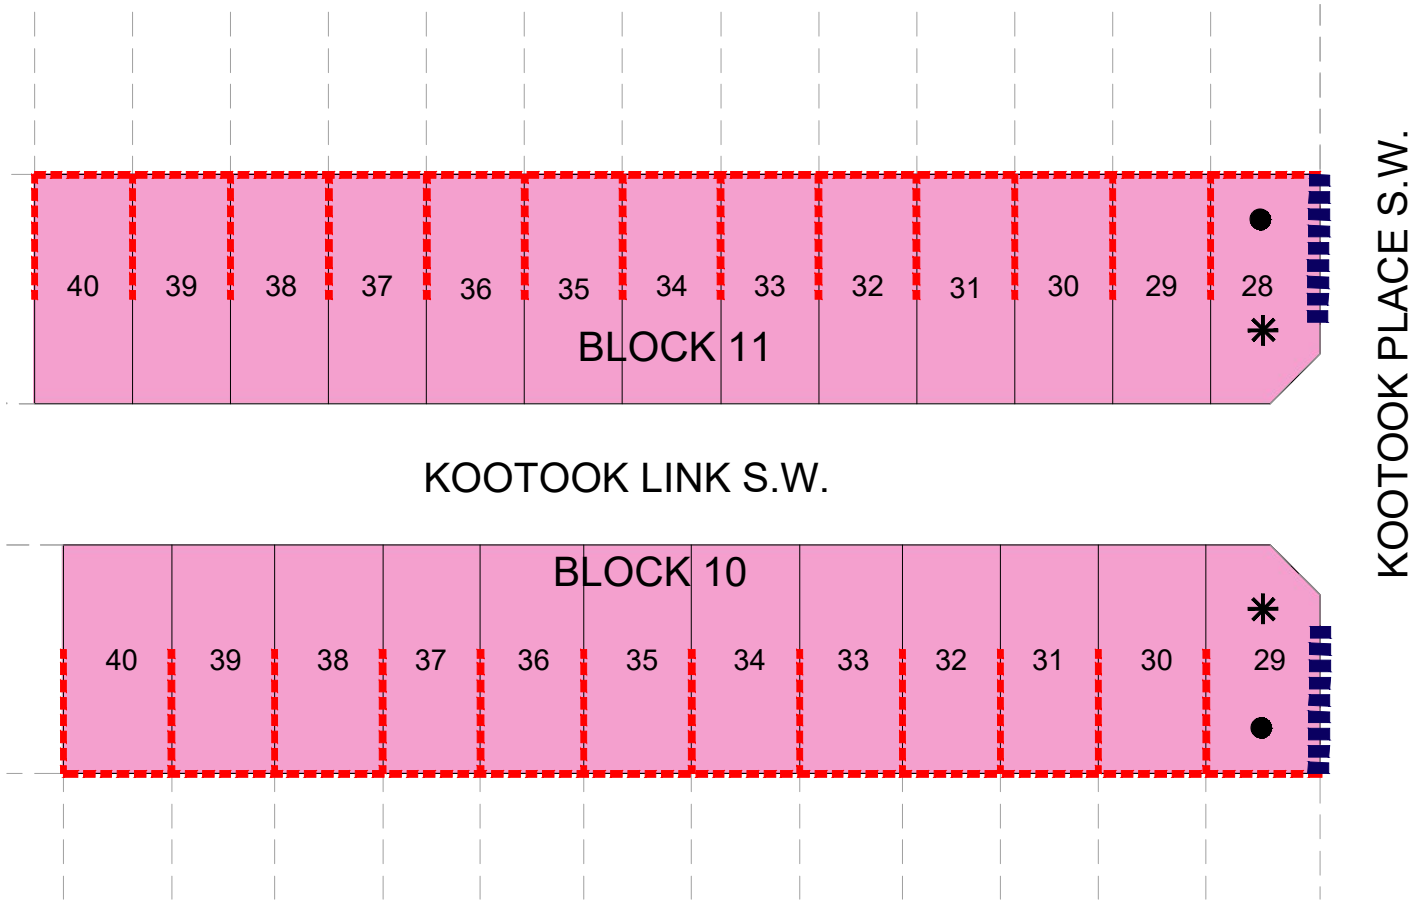 40 39 38 37 36 35 34 33 32 31 30 29 28
BLOCK 11
KOOTOOK LINK S.W.
KOOTOOK PLACE S.W.
BLOCK 10
40 39 38 37 36 35 34 33 32 31 30 29